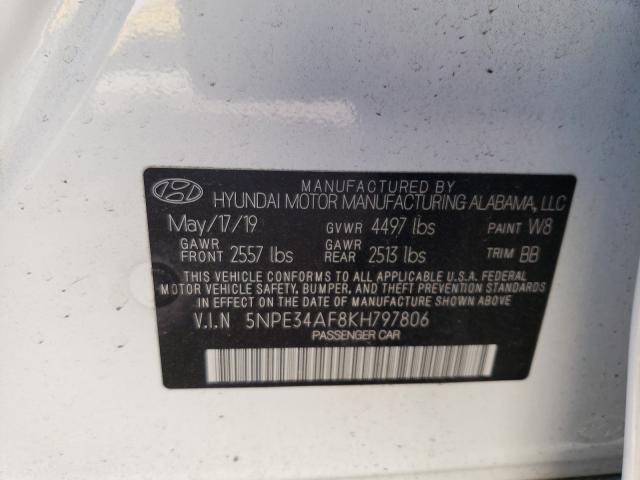 MANUFACTURED BY
HYUNDAI MOTOR MANUFACTURING ALABAMA, LLC
May/17/19 GVWR 4497 lbs PAINT W8
GAWR FRONT 2557 lbs GAWR REAR 2513 lbs TRIM BB
THIS VEHICLE CONFORMS TO ALL APPLICABLE U.S.A. FEDERAL
MOTOR VEHICLE SAFETY, BUMPER, AND THEFT PREVENTION STANDARDS
IN EFFECT ON THE DATE OF MANUFACTURE SHOWN ABOVE.
V.I.N 5NPE34AF8KH797806
PASSENGER CAR